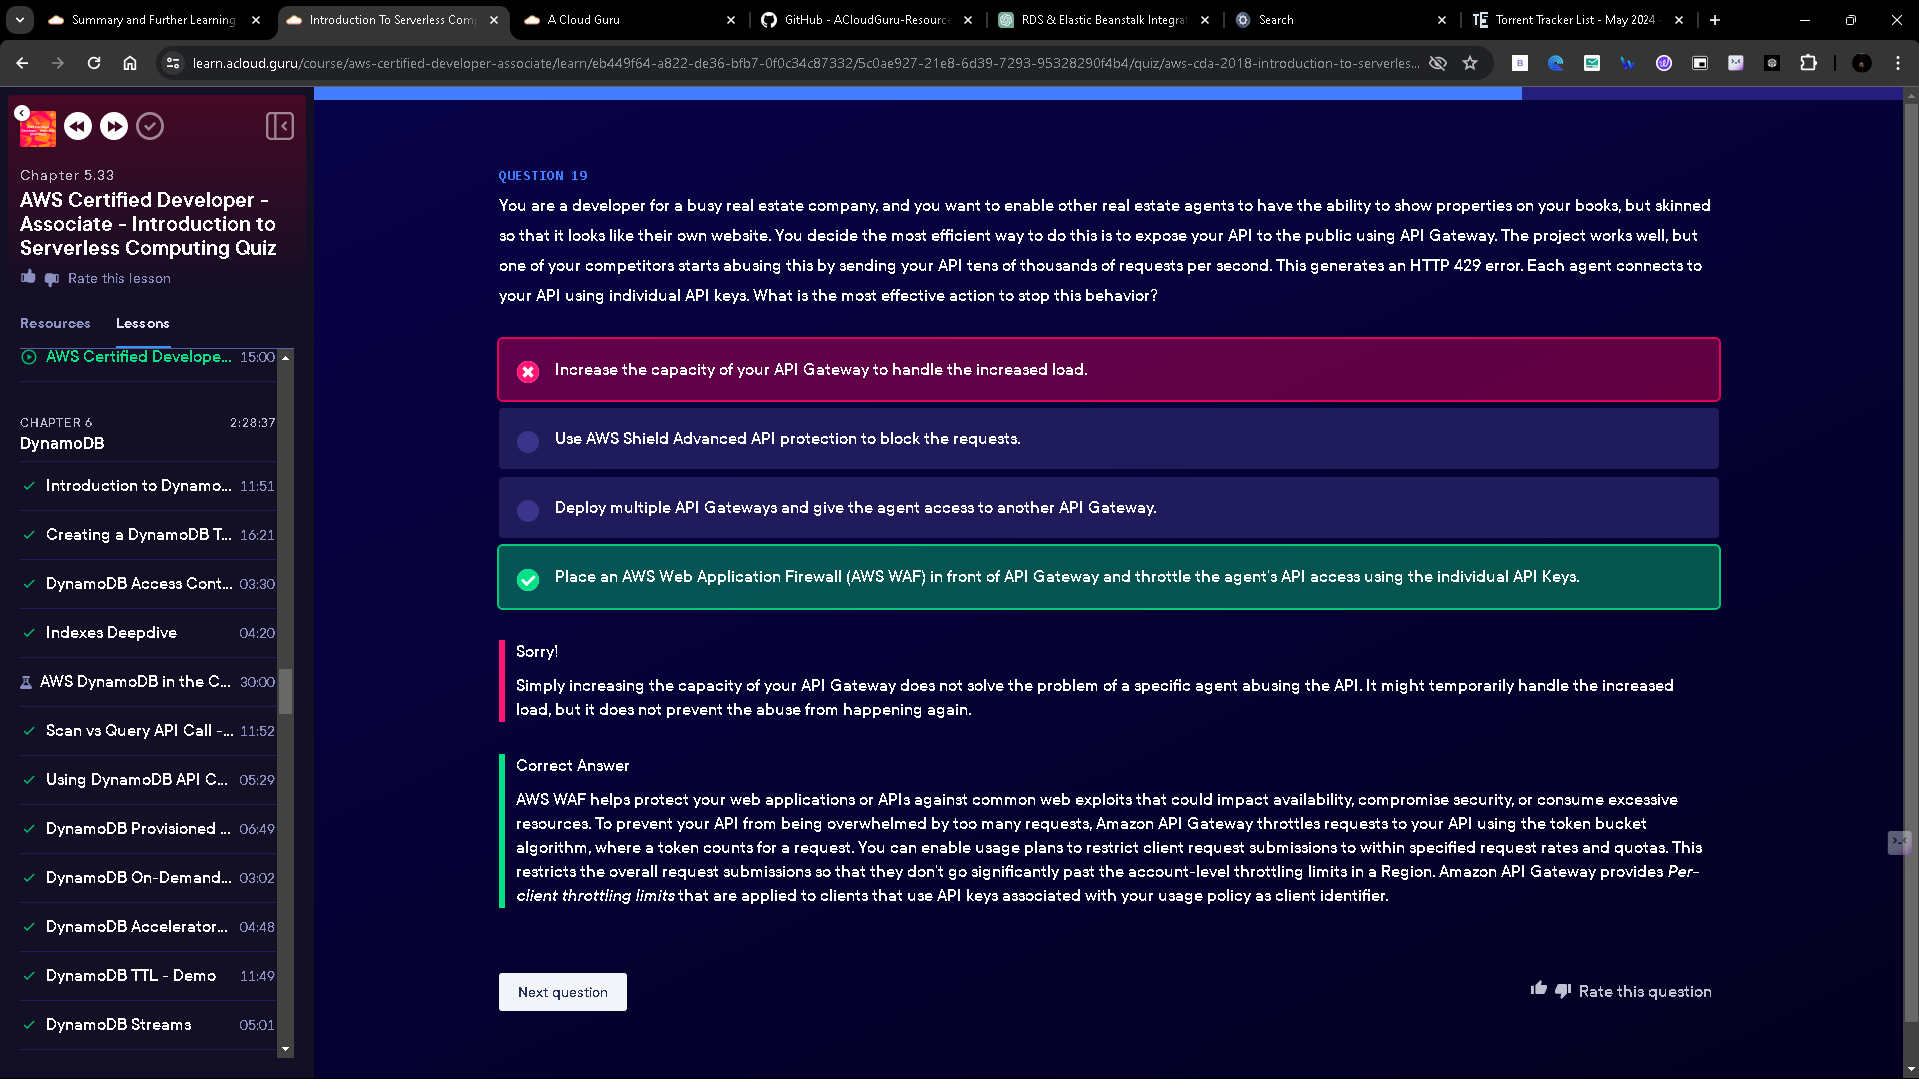 Summary and Further Learning
Introduction To Serverless Comp
A Cloud Guru
GitHub - ACloudGuru-Resource
RDS & Elastic Beanstalk Integrat
Search
Torrent Tracker List - May 2024 -
learn.acloud.guru/course/aws-certified-developer-associate/learn/eb449f64-a822-de36-bfb7-0f0c34c87332/5c0ae927-21e8-6d39-7293-95328290f4b4/quiz/aws-cda-2018-introduction-to-serverles...
Chapter 5.33
AWS Certified Developer -
Associate - Introduction to
Serverless Computing Quiz
Rate this lesson
Resources
Lessons
AWS Certified Develope... 15:00
CHAPTER 6 2:28:37
DynamoDB
Introduction to Dynamo... 11:51
Creating a DynamoDB T... 16:21
DynamoDB Access Cont... 03:30
Indexes Deepdive 04:20
AWS DynamoDB in the C... 30:00
Scan vs Query API Call -... 11:52
Using DynamoDB API C... 05:29
DynamoDB Provisioned ... 06:49
DynamoDB On-Demand... 03:02
DynamoDB Accelerator... 04:48
DynamoDB TTL - Demo 11:49
DynamoDB Streams 05:01
QUESTION 19
You are a developer for a busy real estate company, and you want to enable other real estate agents to have the ability to show properties on your books, but skinned
so that it looks like their own website. You decide the most efficient way to do this is to expose your API to the public using API Gateway. The project works well, but
one of your competitors starts abusing this by sending your API tens of thousands of requests per second. This generates an HTTP 429 error. Each agent connects to
your API using individual API keys. What is the most effective action to stop this behavior?
Increase the capacity of your API Gateway to handle the increased load.
Use AWS Shield Advanced API protection to block the requests.
Deploy multiple API Gateways and give the agent access to another API Gateway.
Place an AWS Web Application Firewall (AWS WAF) in front of API Gateway and throttle the agent's API access using the individual API Keys.
Sorry!
Simply increasing the capacity of your API Gateway does not solve the problem of a specific agent abusing the API. It might temporarily handle the increased
load, but it does not prevent the abuse from happening again.
Correct Answer
AWS WAF helps protect your web applications or APIs against common web exploits that could impact availability, compromise security, or consume excessive
resources. To prevent your API from being overwhelmed by too many requests, Amazon API Gateway throttles requests to your API using the token bucket
algorithm, where a token counts for a request. You can enable usage plans to restrict client request submissions to within specified request rates and quotas. This
restricts the overall request submissions so that they don't go significantly past the account-level throttling limits in a Region. Amazon API Gateway provides Per-
client throttling limits that are applied to clients that use API keys associated with your usage policy as client identifier.
Next question
Rate this question